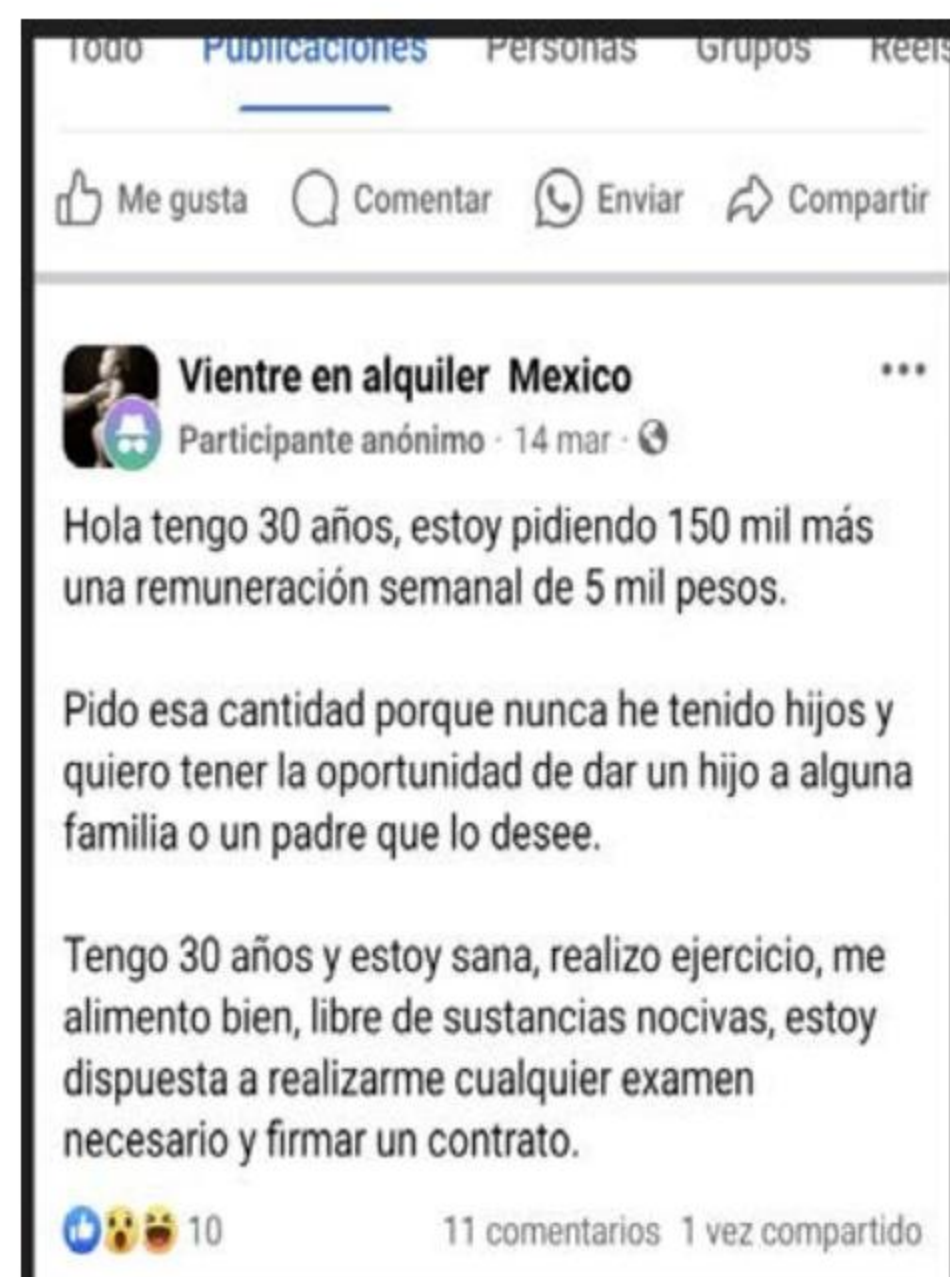 Todo Publicaciones Personas Grupos Reels
Me gusta Comentar Enviar Compartir
Vientre en alquiler Mexico
Participante anónimo · 14 mar ·
Hola tengo 30 años, estoy pidiendo 150 mil más
una remuneración semanal de 5 mil pesos.
Pido esa cantidad porque nunca he tenido hijos y
quiero tener la oportunidad de dar un hijo a alguna
familia o un padre que lo desee.
Tengo 30 años y estoy sana, realizo ejercicio, me
alimento bien, libre de sustancias nocivas, estoy
dispuesta a realizarme cualquier examen
necesario y firmar un contrato.
10 11 comentarios 1 vez compartido